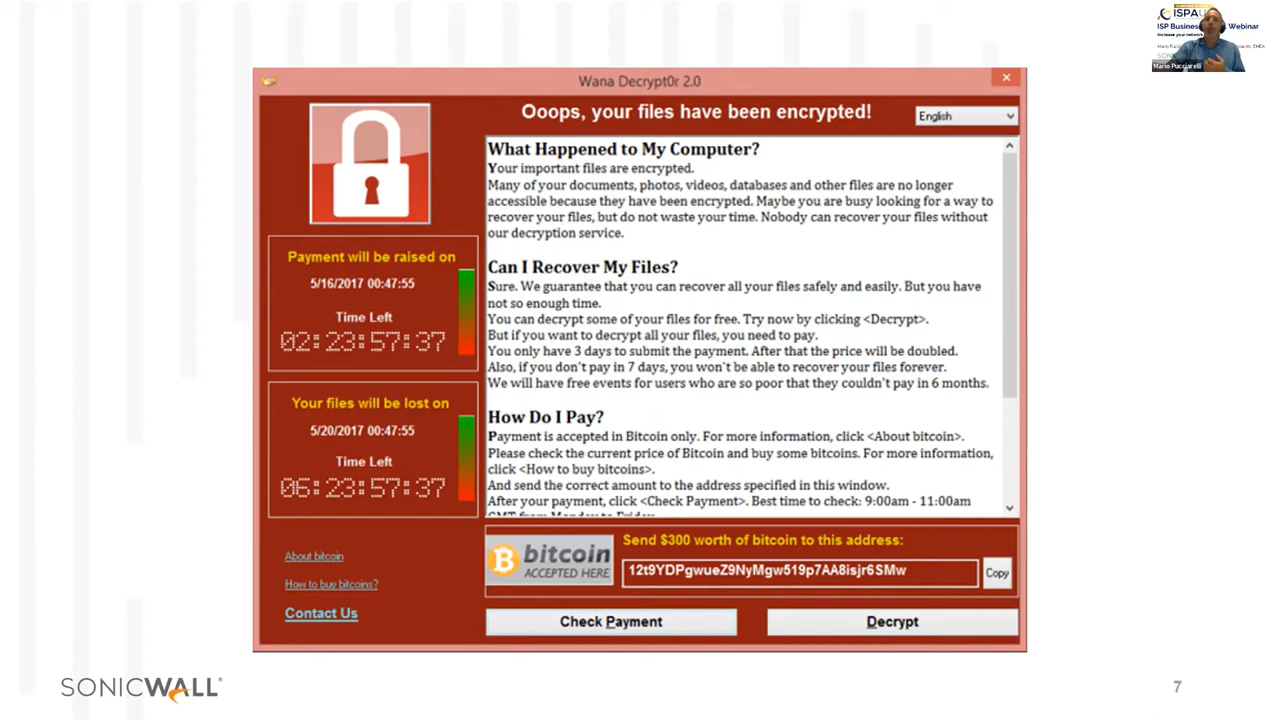 ISPAU
ISP Business Webinar
Mario Pucciarelli
Wana Decrypt0r 2.0
Ooops, your files have been encrypted!
English
What Happened to My Computer?
Your important files are encrypted.
Many of your documents, photos, videos, databases and other files are no longer
accessible because they have been encrypted. Maybe you are busy looking for a way to
recover your files, but do not waste your time. Nobody can recover your files without
our decryption service.
Can I Recover My Files?
Sure. We guarantee that you can recover all your files safely and easily. But you have
not so enough time.
You can decrypt some of your files for free. Try now by clicking <Decrypt>.
But if you want to decrypt all your files, you need to pay.
You only have 3 days to submit the payment. After that the price will be doubled.
Also, if you don't pay in 7 days, you won't be able to recover your files forever.
We will have free events for users who are so poor that they couldn't pay in 6 months.
How Do I Pay?
Payment is accepted in Bitcoin only. For more information, click <About bitcoin>.
Please check the current price of Bitcoin and buy some bitcoins. For more information,
click <How to buy bitcoins>.
And send the correct amount to the address specified in this window.
After your payment, click <Check Payment>. Best time to check: 9:00am - 11:00am
GMT from Monday to Friday.
Payment will be raised on
5/16/2017 00:47:55
Time Left
02:23:57:37
Your files will be lost on
5/20/2017 00:47:55
Time Left
06:23:57:37
About bitcoin
How to buy bitcoins?
Contact Us
bitcoin
ACCEPTED HERE
Send $300 worth of bitcoin to this address:
12t9YDPgwueZ9NyMgw519p7AA8isjr6SMw
Copy
Check Payment
Decrypt
SONICWALL
7